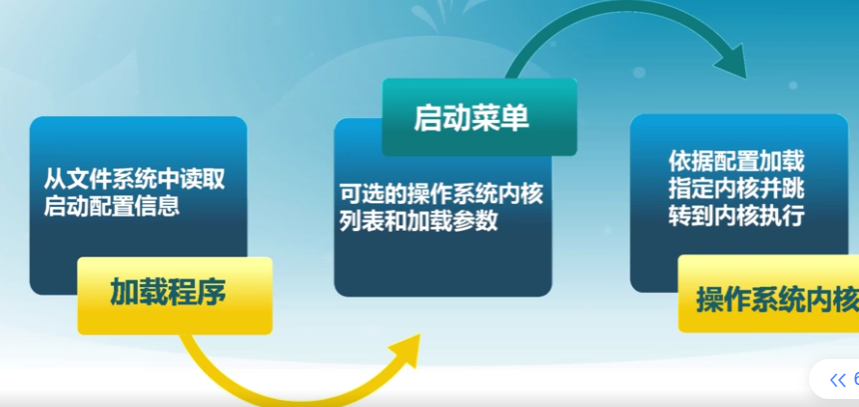 从文件系统中读取
启动配置信息
加载程序
启动菜单
可选的操作系统内核
列表和加载参数
依据配置加载
指定内核并跳
转到内核执行
操作系统内核